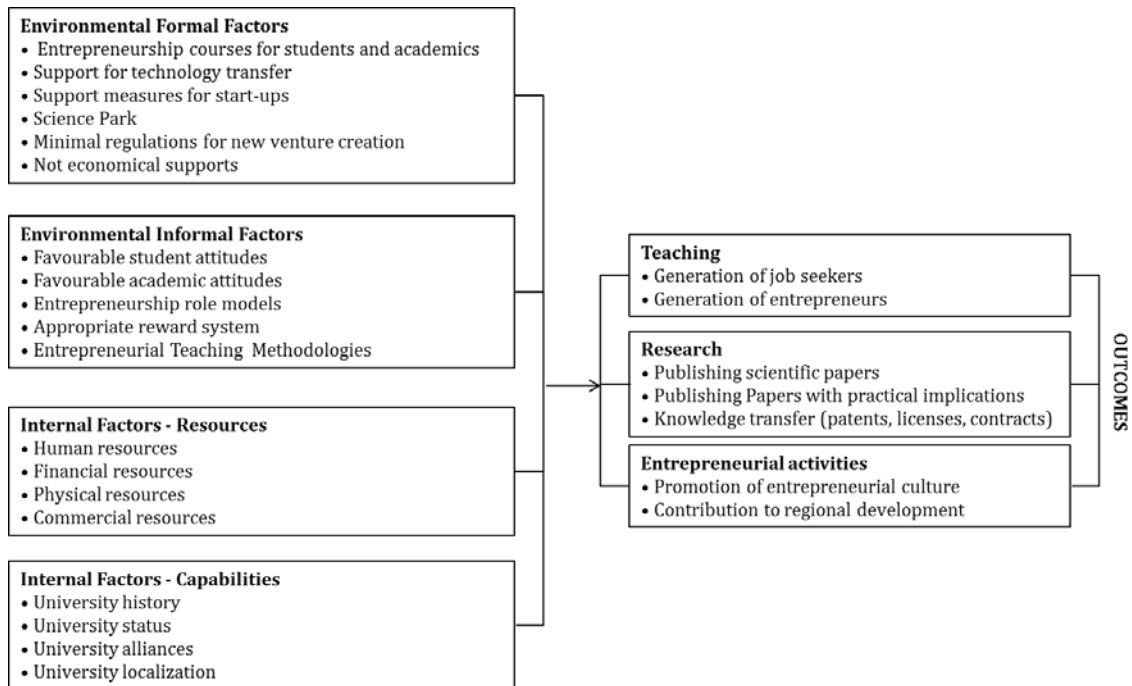 Environmental Formal Factors
• Entrepreneurship courses for students and academics
• Support for technology transfer
• Support measures for start-ups
• Science Park
• Minimal regulations for new venture creation
• Not economical supports
Environmental Informal Factors
• Favourable student attitudes
• Favourable academic attitudes
• Entrepreneurship role models
• Appropriate reward system
• Entrepreneurial Teaching Methodologies
Internal Factors - Resources
• Human resources
• Financial resources
• Physical resources
• Commercial resources
Internal Factors - Capabilities
• University history
• University status
• University alliances
• University localization
Teaching
• Generation of job seekers
• Generation of entrepreneurs
Research
• Publishing scientific papers
• Publishing Papers with practical implications
• Knowledge transfer (patents, licenses, contracts)
Entrepreneurial activities
• Promotion of entrepreneurial culture
• Contribution to regional development
OUTCOMES